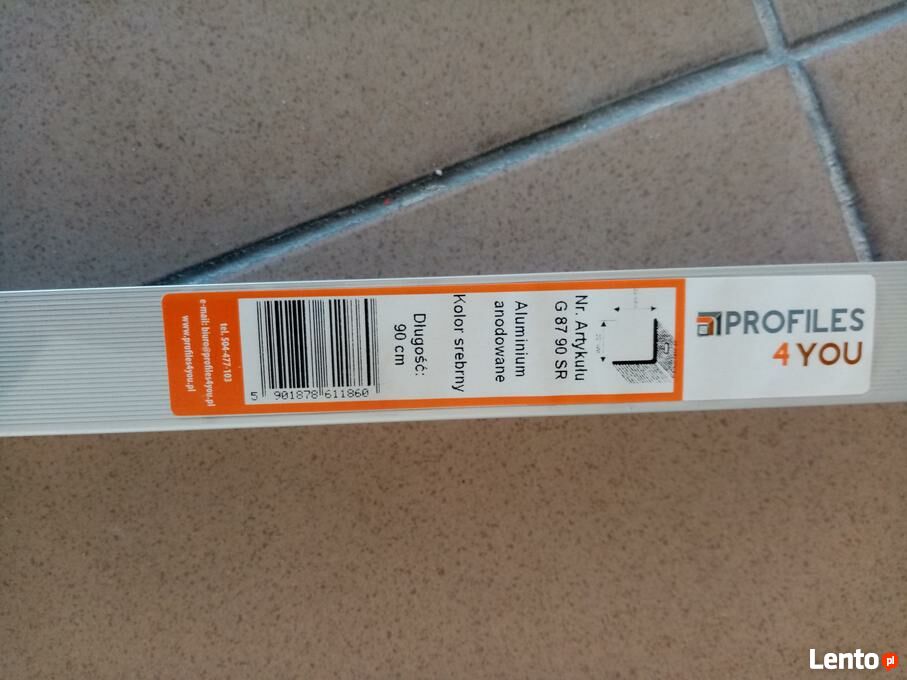 PROFILES
4 YOU
Nr. Artykułu
G 87 90 SR
Aluminium
anodowane
Kolor srebrny
Długość:
90 cm
5 901878 611860
tel. 504-477-103
e-mail: biuro@profiles4you.pl
www.profiles4you.pl
Lento pl